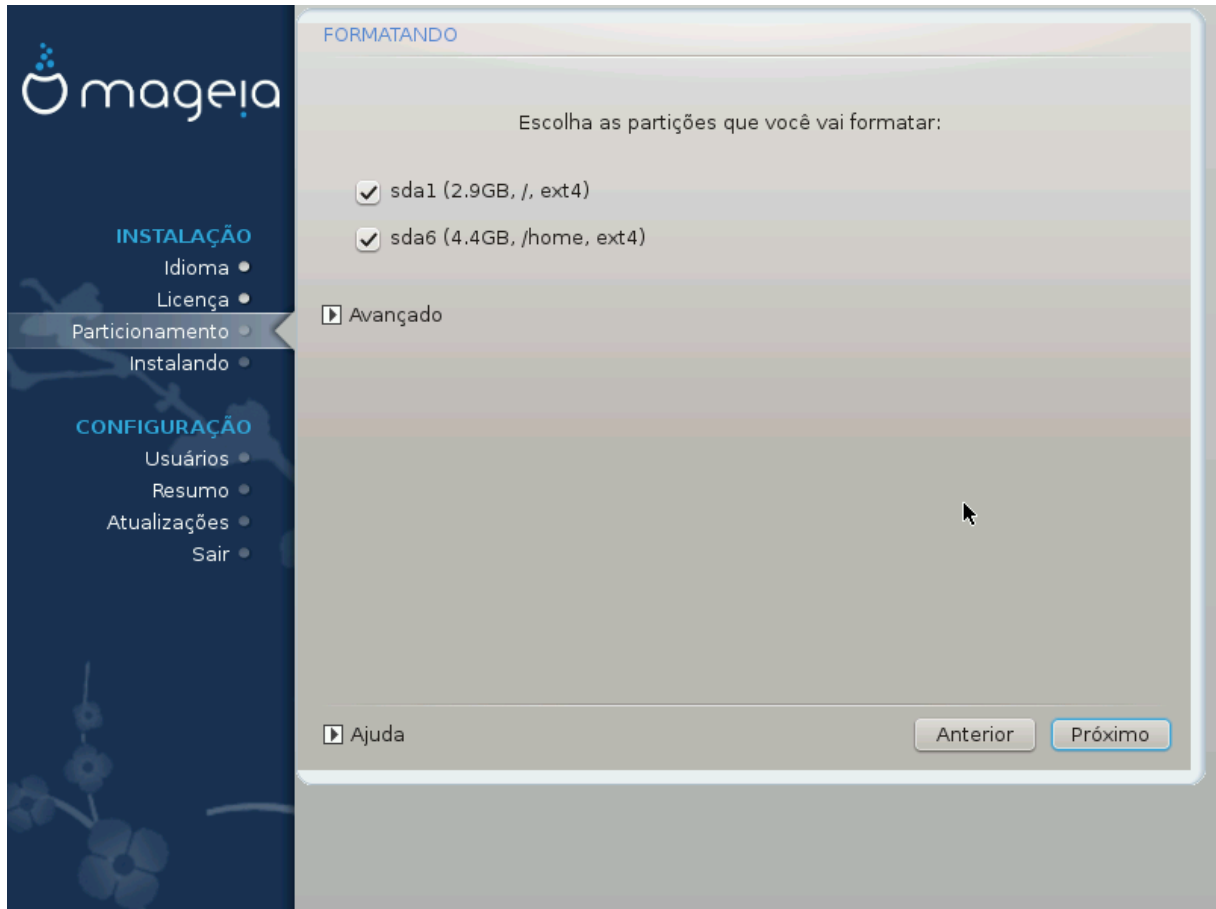 mageia
INSTALAÇÃO
Idioma
Licença
Particionamento
Instalando
CONFIGURAÇÃO
Usuários
Resumo
Atualizações
Sair
FORMATANDO
Escolha as partições que você vai formatar:
sda1 (2.9GB, /, ext4)
sda6 (4.4GB, /home, ext4)
Avançado
Ajuda
Anterior
Próximo